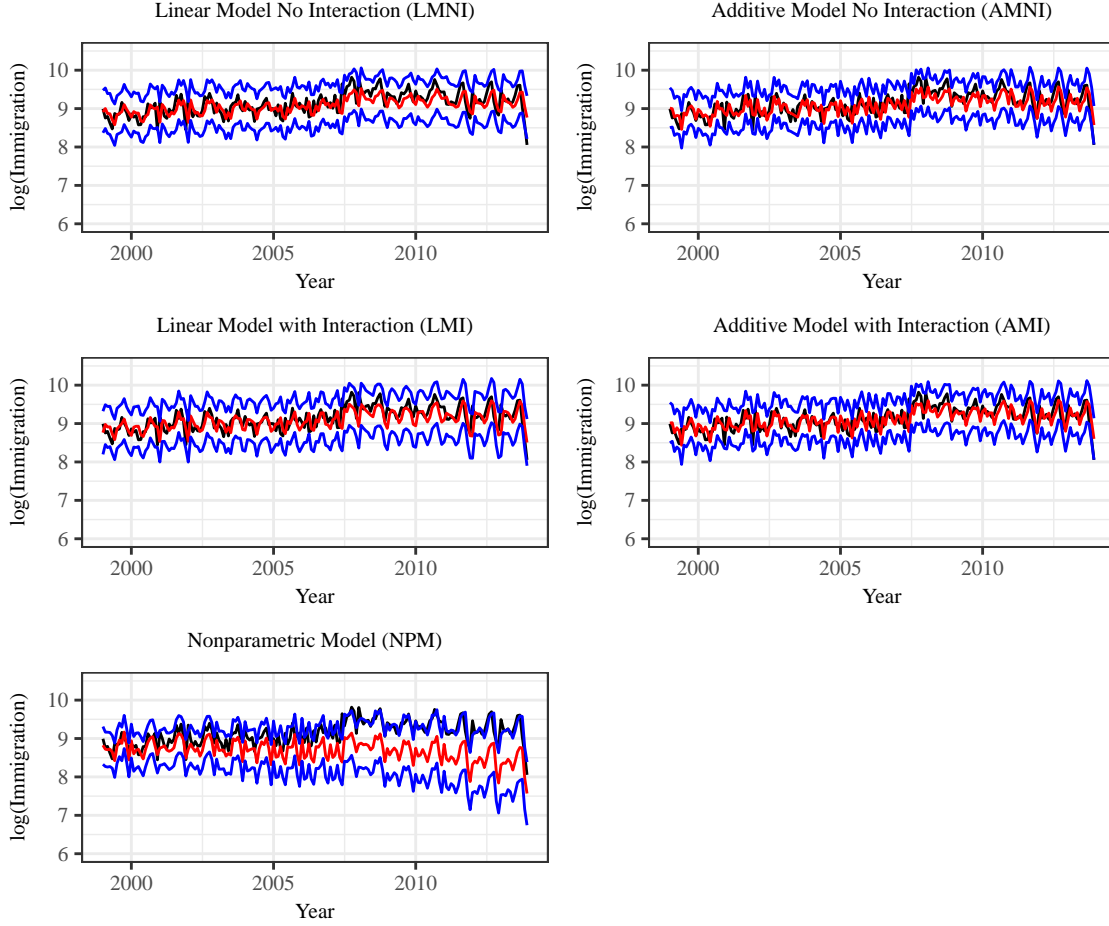 Linear Model No Interaction (LMNI)
log(Immigration)
10
9
8
7
6
2000 2005 2010
Year
Additive Model No Interaction (AMNI)
log(Immigration)
10
9
8
7
6
2000 2005 2010
Year
Linear Model with Interaction (LMI)
log(Immigration)
10
9
8
7
6
2000 2005 2010
Year
Additive Model with Interaction (AMI)
log(Immigration)
10
9
8
7
6
2000 2005 2010
Year
Nonparametric Model (NPM)
log(Immigration)
10
9
8
7
6
2000 2005 2010
Year